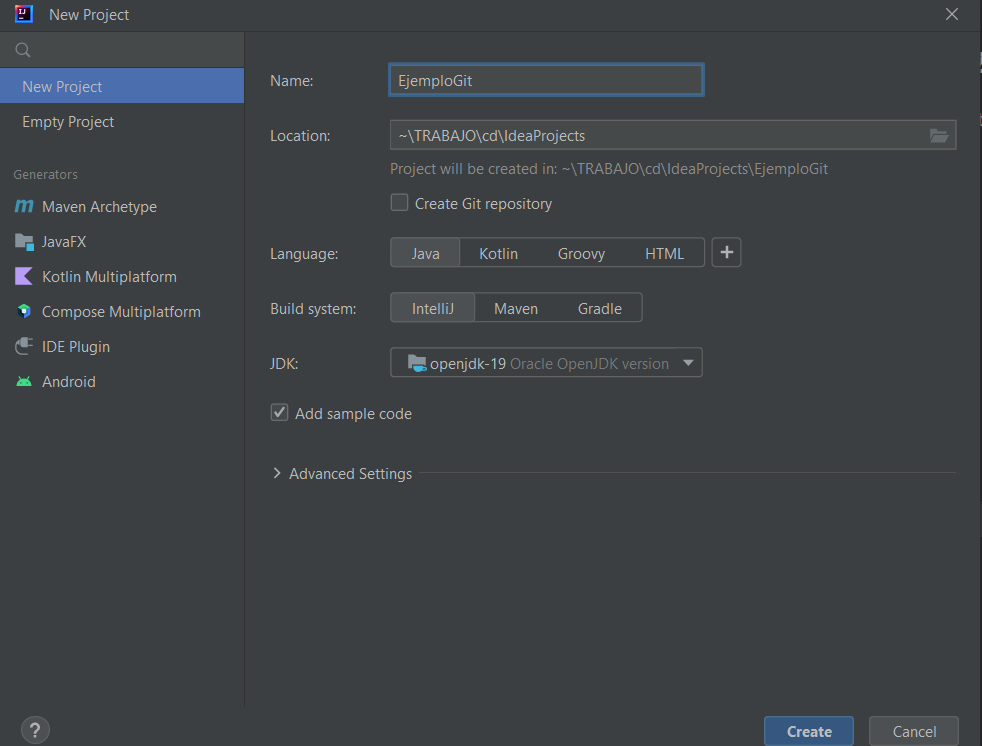 New Project
New Project
Empty Project
Generators
Maven Archetype
JavaFX
Kotlin Multiplatform
Compose Multiplatform
IDE Plugin
Android
Name: EjemploGit
Location: ~\TRABAJO\cd\IdeaProjects
Project will be created in: ~\TRABAJO\cd\IdeaProjects\EjemploGit
Create Git repository
Language: Java Kotlin Groovy HTML +
Build system: IntelliJ Maven Gradle
JDK: openjdk-19 Oracle OpenJDK version
Add sample code
Advanced Settings
? Create Cancel